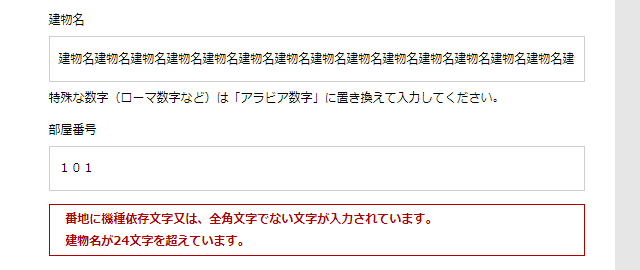 建物名
建物名建物名建物名建物名建物名建物名建物名建物名建物名建物名建物名建物名建物名建物名建
特殊な数字（ローマ数字など）は「アラビア数字」に置き換えて入力してください。
部屋番号
１０１
番地に機種依存文字又は、全角文字でない文字が入力されています。
建物名が24文字を超えています。